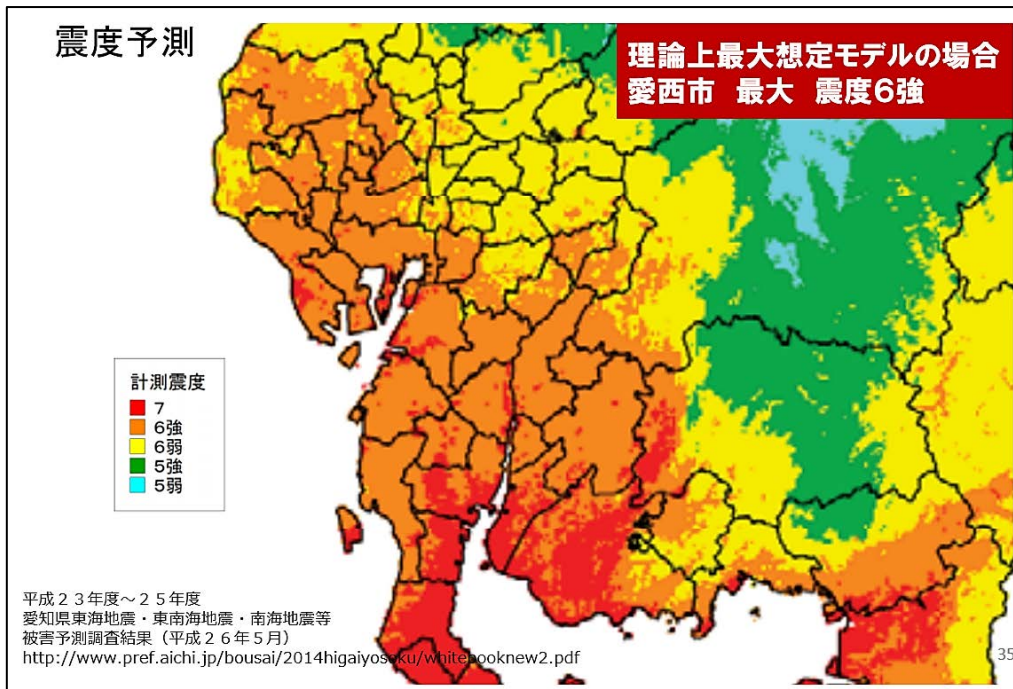 震度予測
理論上最大想定モデルの場合
愛西市 最大 震度6強
計測震度
7
6強
6弱
5強
5弱
平成２３年度～２５年度
愛知県東海地震・東南海地震・南海地震等
被害予測調査結果（平成２６年５月）
http://www.pref.aichi.jp/bousai/2014higaiyosoku/whitebooknew2.pdf
35